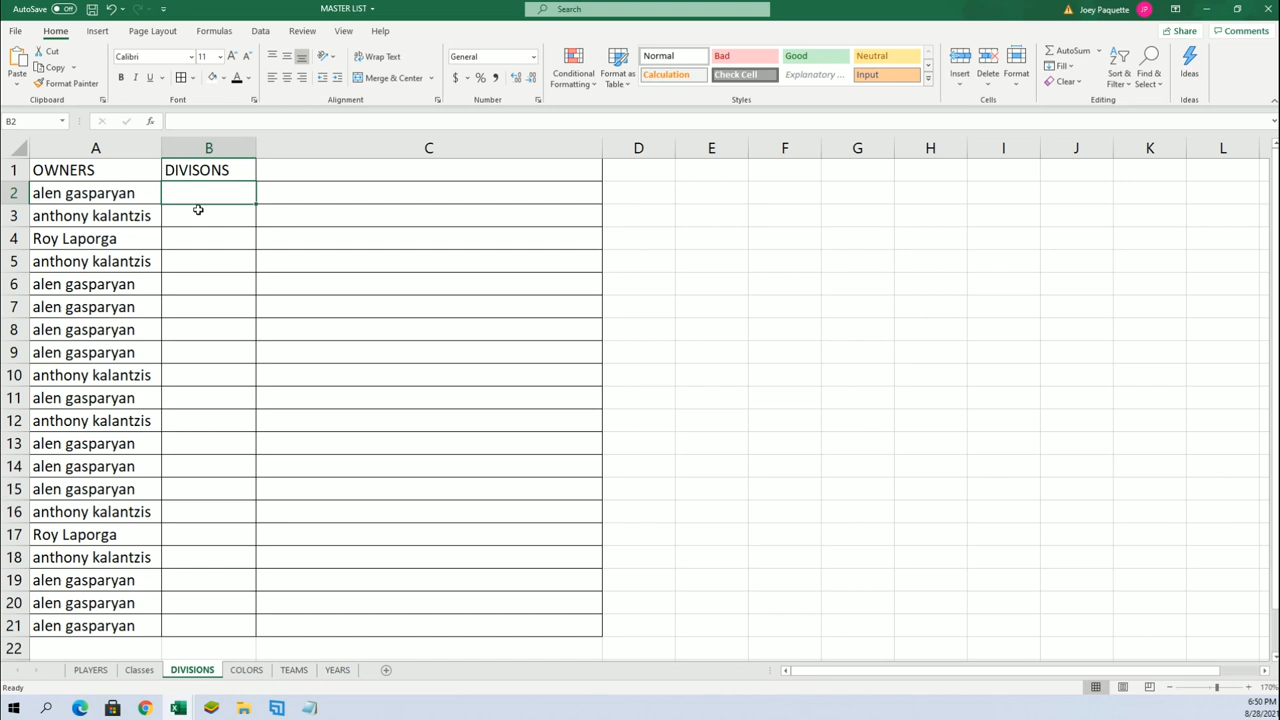 AutoSave Off MASTER LIST Search Joey Paquette JP
File Home Insert Page Layout Formulas Data Review View Help Share Comments
Paste Cut Copy Format Painter Clipboard
Calibri 11 B I U A Font
Wrap Text Merge & Center Alignment
General $ % Number
Conditional Formatting Format as Table
Normal Bad Good Neutral
Calculation Check Cell Explanatory ... Input
Styles
Insert Delete Format Cells
AutoSum Fill Clear Sort & Filter Find & Select Editing
Ideas Ideas
B2 fx
A B C D E F G H I J K L
1 OWNERS DIVISONS
2 alen gasparyan
3 anthony kalantzis
4 Roy Laporga
5 anthony kalantzis
6 alen gasparyan
7 alen gasparyan
8 alen gasparyan
9 alen gasparyan
10 anthony kalantzis
11 alen gasparyan
12 anthony kalantzis
13 alen gasparyan
14 alen gasparyan
15 alen gasparyan
16 anthony kalantzis
17 Roy Laporga
18 anthony kalantzis
19 alen gasparyan
20 alen gasparyan
21 alen gasparyan
22
PLAYERS Classes DIVISIONS COLORS TEAMS YEARS
Ready 170%
6:50 PM